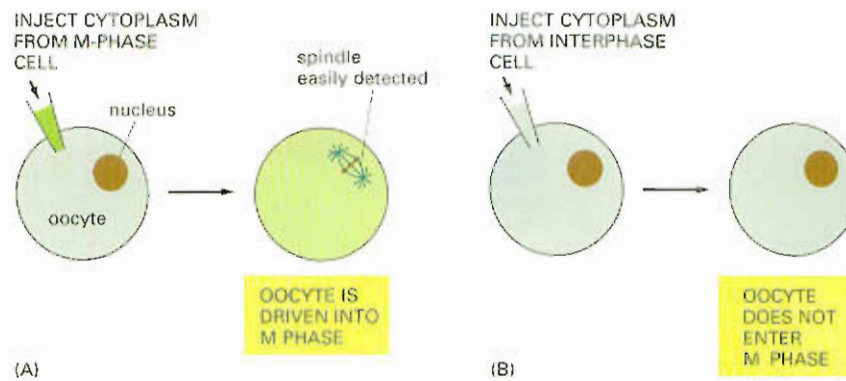 INJECT CYTOPLASM
FROM M-PHASE
CELL
nucleus
oocyte
spindle
easily detected
OOCYTE IS
DRIVEN INTO
M PHASE
(A)
INJECT CYTOPLASM
FROM INTERPHASE
CELL
OOCYTE
DOES NOT
ENTER
M PHASE
(B)